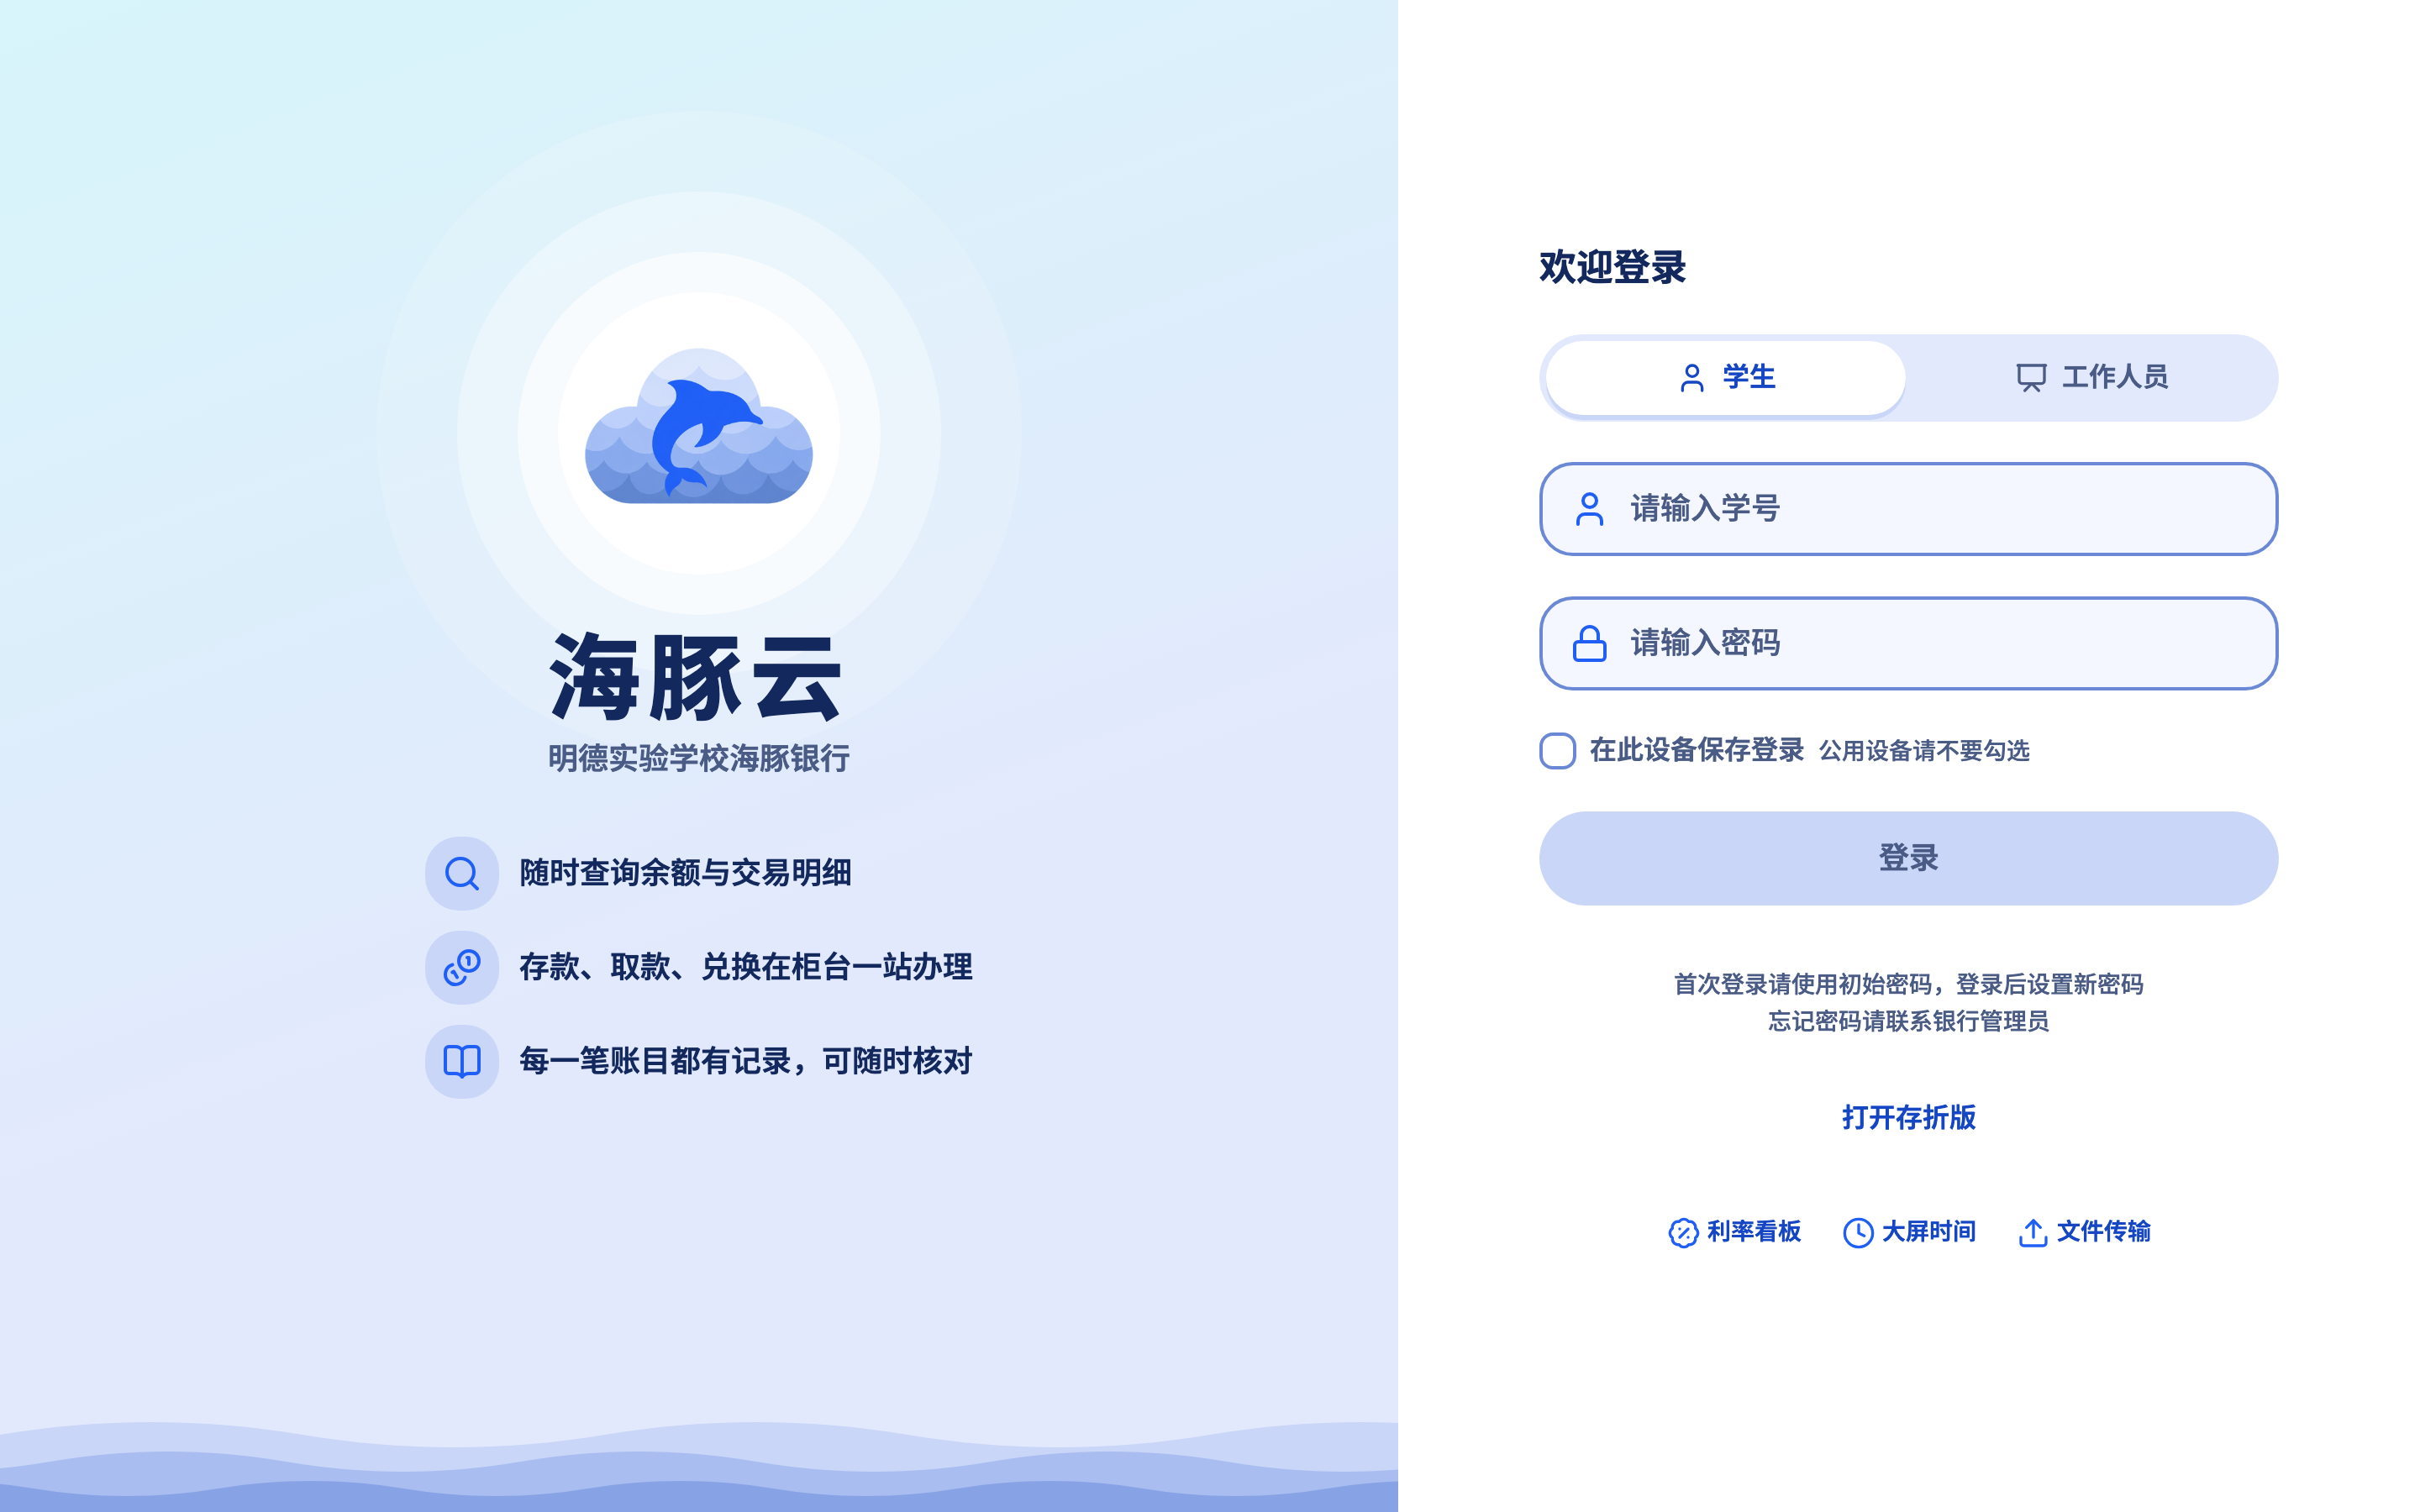 海豚云
明德实验学校海豚银行
随时查询余额与交易明细
存款、取款、兑换在柜台一站办理
每一笔账目都有记录，可随时核对
欢迎登录
学生
工作人员
请输入学号
请输入密码
在此设备保存登录 公用设备请不要勾选
登录
首次登录请使用初始密码，登录后设置新密码
忘记密码请联系银行管理员
打开存折版
利率看板
大屏时间
文件传输